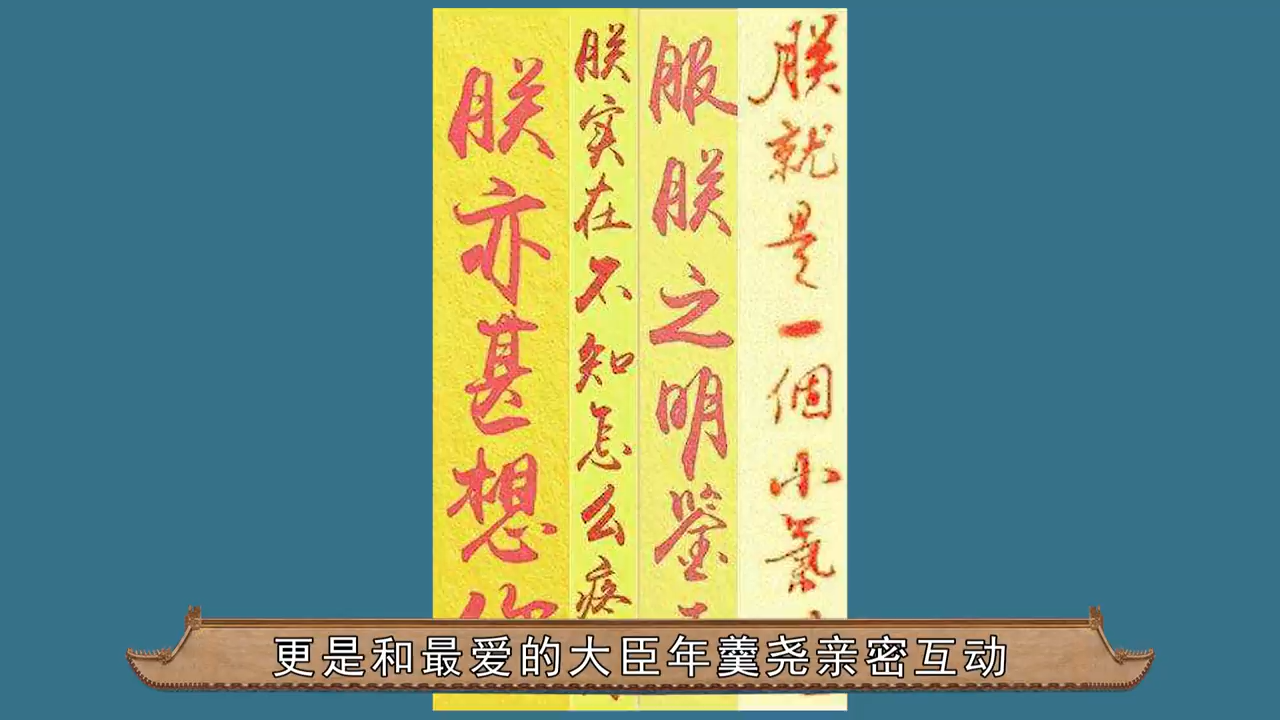 朕就是一個小氣
服朕之明鉴
朕实在不知怎么疼
朕亦甚想
更是和最爱的大臣年羹尧亲密互动